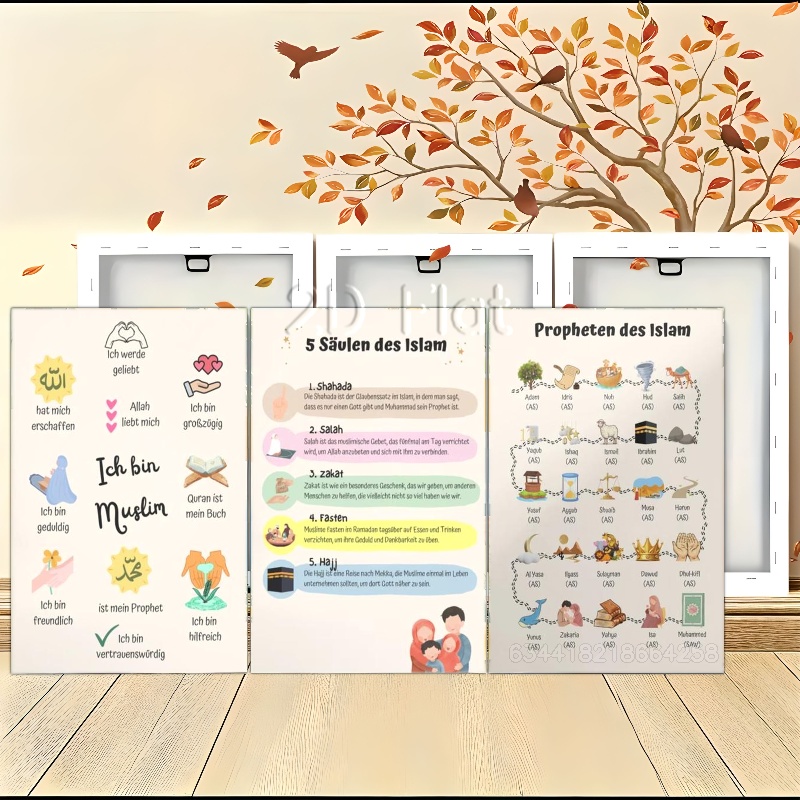 2D Flat
Ich werde
geliebt
الله
hat mich
erschaffen
Allah
liebt mich
Ich bin
großzügig
Ich bin
geduldig
Ich bin
Muslim
Quran ist
mein Buch
Ich bin
freundlich
محمد
ist mein Prophet
Ich bin
hilfreich
Ich bin
vertrauenswürdig
5 Säulen des Islam
1. Shahada
Die Shahada ist der Glaubenssatz im Islam, in dem man sagt,
dass es nur einen Gott gibt und Muhammad sein Prophet ist.
2. Salah
Salah ist das muslimische Gebet, das fünfmal am Tag verrichtet
wird, um Allah anzubeten und sich mit ihm zu verbinden.
3. Zakat
Zakat ist wie ein besonderes Geschenk, das wir geben, um anderen
Menschen zu helfen, die vielleicht nicht so viel haben wie wir.
4. Fasten
Muslime fasten im Ramadan tagsüber auf Essen und Trinken
verzichten, um ihre Geduld und Dankbarkeit zu üben.
5. Hajj
Die Hajj ist eine Reise nach Mekka, die Muslime einmal im Leben
unternehmen sollten, um dort Gott näher zu sein.
Propheten des Islam
Adam Idris Nuh Hud Salih
(AS) (AS) (AS) (AS) (AS)
Yaqub Ishaq Ismail Ibrahim Lut
(AS) (AS) (AS) (AS) (AS)
Yusuf Ayyub Shuaib Musa Harun
(AS) (AS) (AS) (AS) (AS)
Al Yasa Ilyass Sulayman Dawud Dhul-kifl
(AS) (AS) (AS) (AS) (AS)
Yunus Zakaria Yahya Isa Muhammed
(AS) (AS) (AS) (AS) (SAW)
634418218664258